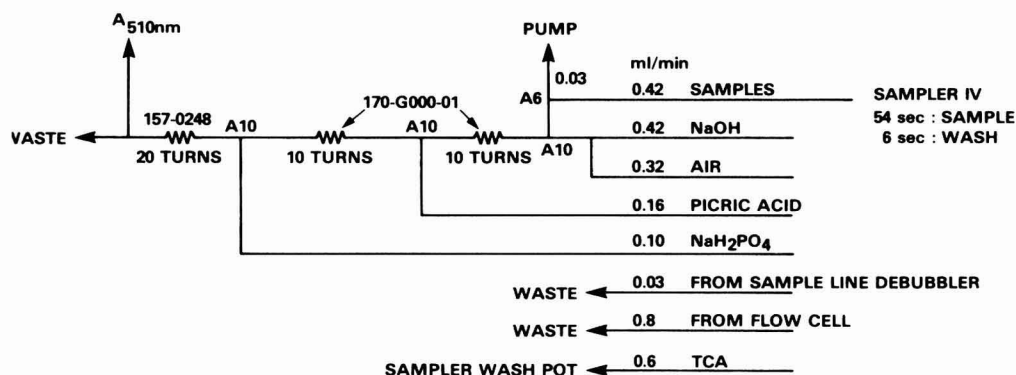 A510nm
PUMP
ml/min
0.03
170-G000-01
0.42 SAMPLES
SAMPLER IV
A6
54 sec : SAMPLE
157-0248
A10
A10
0.42 NaOH
6 sec : WASH
WASTE
A10
20 TURNS
10 TURNS
10 TURNS
0.32 AIR
0.16 PICRIC ACID
0.10 NaH2PO4
WASTE 0.03 FROM SAMPLE LINE DEBUBBLER
WASTE 0.8 FROM FLOW CELL
SAMPLER WASH POT 0.6 TCA